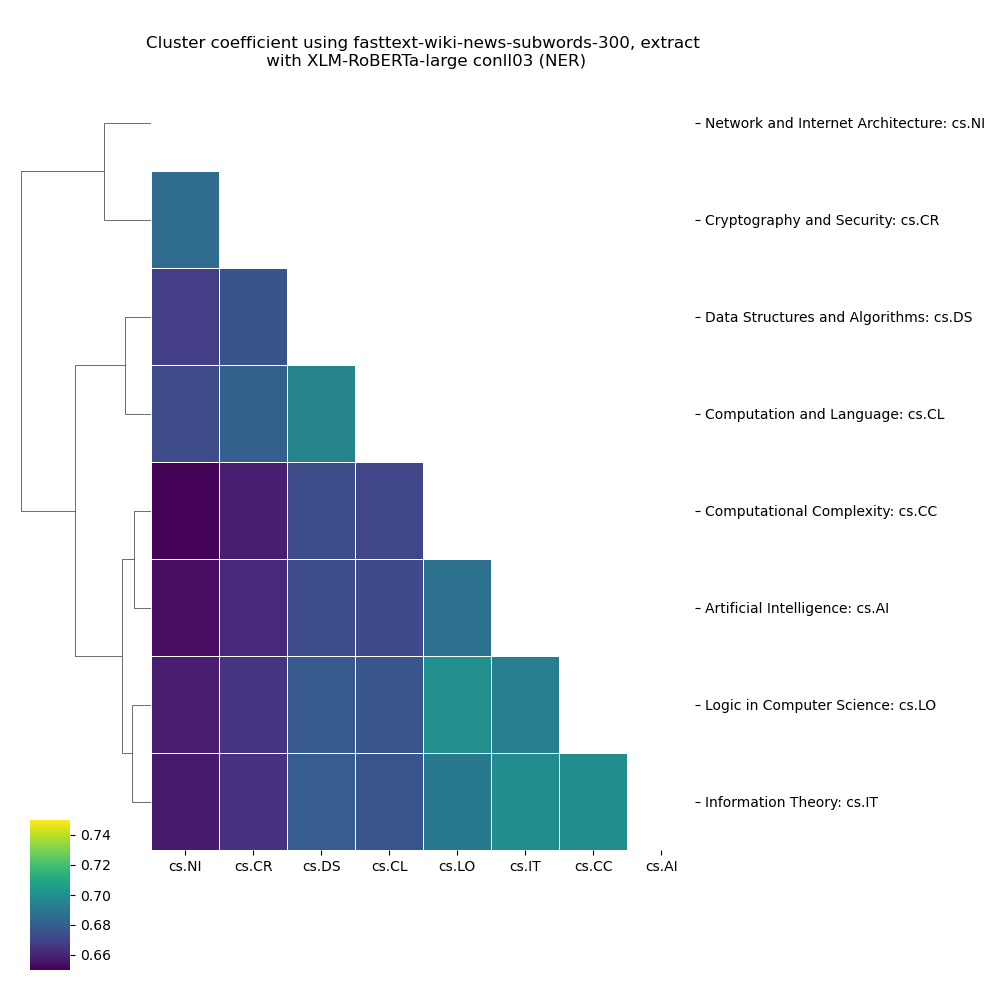 Cluster coefficient using fasttext-wiki-news-subwords-300, extract
with XLM-RoBERTa-large conll03 (NER)
Network and Internet Architecture: cs.NI
Cryptography and Security: cs.CR
Data Structures and Algorithms: cs.DS
Computation and Language: cs.CL
Computational Complexity: cs.CC
Artificial Intelligence: cs.AI
Logic in Computer Science: cs.LO
Information Theory: cs.IT
0.74
0.72
0.70
0.68
0.66
cs.NI cs.CR cs.DS cs.CL cs.LO cs.IT cs.CC cs.AI